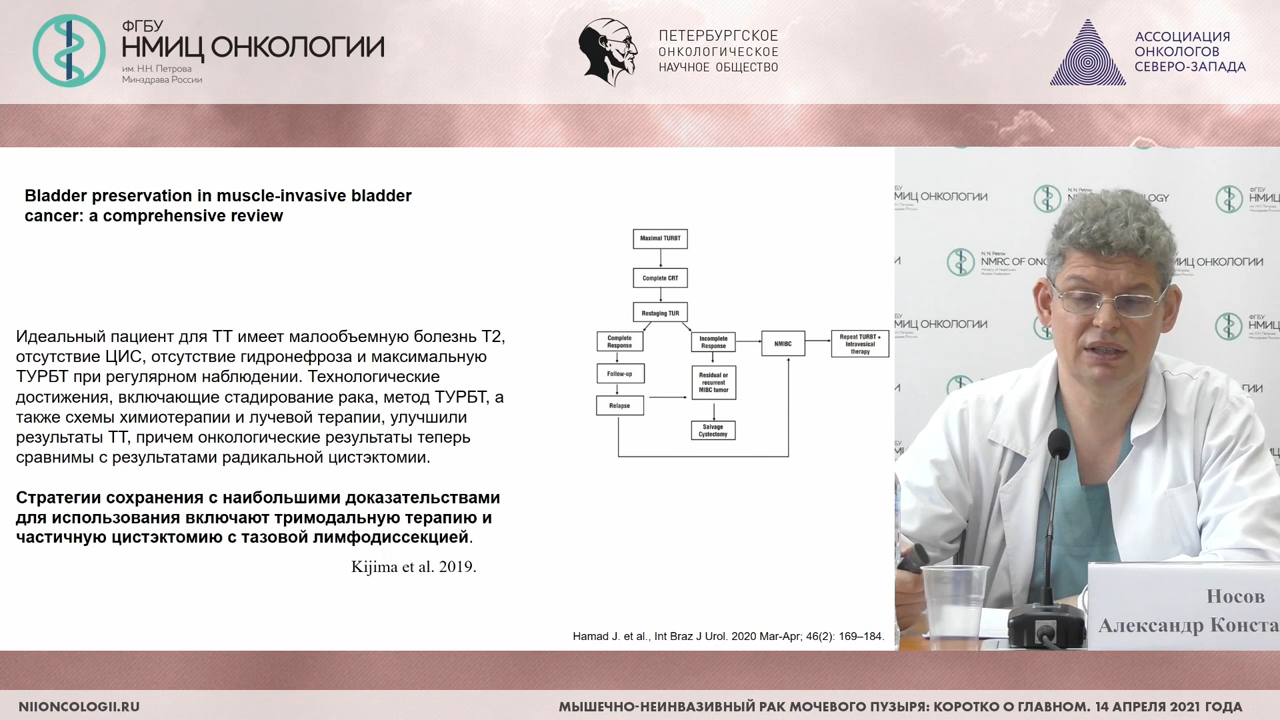 ФГБУ
НМИЦ ОНКОЛОГИИ
им. Н.Н. Петрова
Минздрава России
ПЕТЕРБУРГСКОЕ
ОНКОЛОГИЧЕСКОЕ
НАУЧНОЕ ОБЩЕСТВО
АССОЦИАЦИЯ
ОНКОЛОГОВ
СЕВЕРО-ЗАПАДА
Bladder preservation in muscle-invasive bladder
cancer: a comprehensive review
Идеальный пациент для ТТ имеет малообъемную болезнь Т2,
отсутствие ЦИС, отсутствие гидронефроза и максимальную
ТУРБТ при регулярном наблюдении. Технологические
достижения, включающие стадирование рака, метод ТУРБТ, а
также схемы химиотерапии и лучевой терапии, улучшили
результаты ТТ, причем онкологические результаты теперь
сравнимы с результатами радикальной цистэктомии.
Стратегии сохранения с наибольшими доказательствами
для использования включают тримодальную терапию и
частичную цистэктомию с тазовой лимфодиссекцией.
Kijima et al. 2019.
Maximal TURBT
Complete CRT
Restaging TUR
Complete
Response
Incomplete
Response
NMIBC
Repeat TURBT +
Intravesical
therapy
Follow-up
Residual or
recurrent
MIBC tumor
Relapse
Salvage
Cystectomy
Hamad J. et al., Int Braz J Urol. 2020 Mar-Apr; 46(2): 169–184.
НМИЦ ОНКОЛОГИИ
NMRC OF ONC
МИЦ ОНКОЛОГИИ
Носов
Александр Конста
NIIONCOLOGII.RU
МЫШЕЧНО-НЕИНВАЗИВНЫЙ РАК МОЧЕВОГО ПУЗЫРЯ: КОРОТКО О ГЛАВНОМ. 14 АПРЕЛЯ 2021 ГОДА